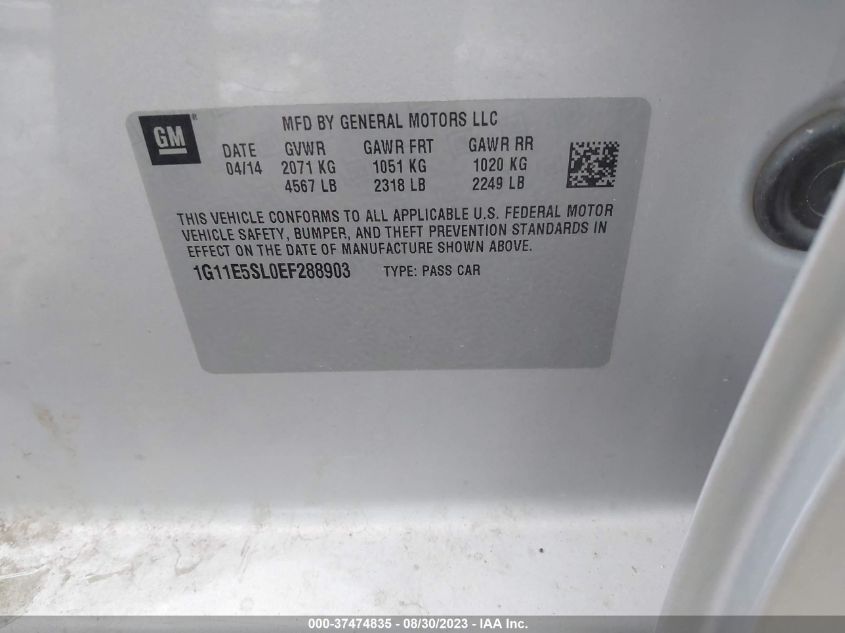 GM®
MFD BY GENERAL MOTORS LLC
DATE GVWR GAWR FRT GAWR RR
04/14 2071 KG 1051 KG 1020 KG
4567 LB 2318 LB 2249 LB
THIS VEHICLE CONFORMS TO ALL APPLICABLE U.S. FEDERAL MOTOR
VEHICLE SAFETY, BUMPER, AND THEFT PREVENTION STANDARDS IN
EFFECT ON THE DATE OF MANUFACTURE SHOWN ABOVE.
1G11E5SL0EF288903 TYPE: PASS CAR
000-37474835 - 08/30/2023 - IAA Inc.